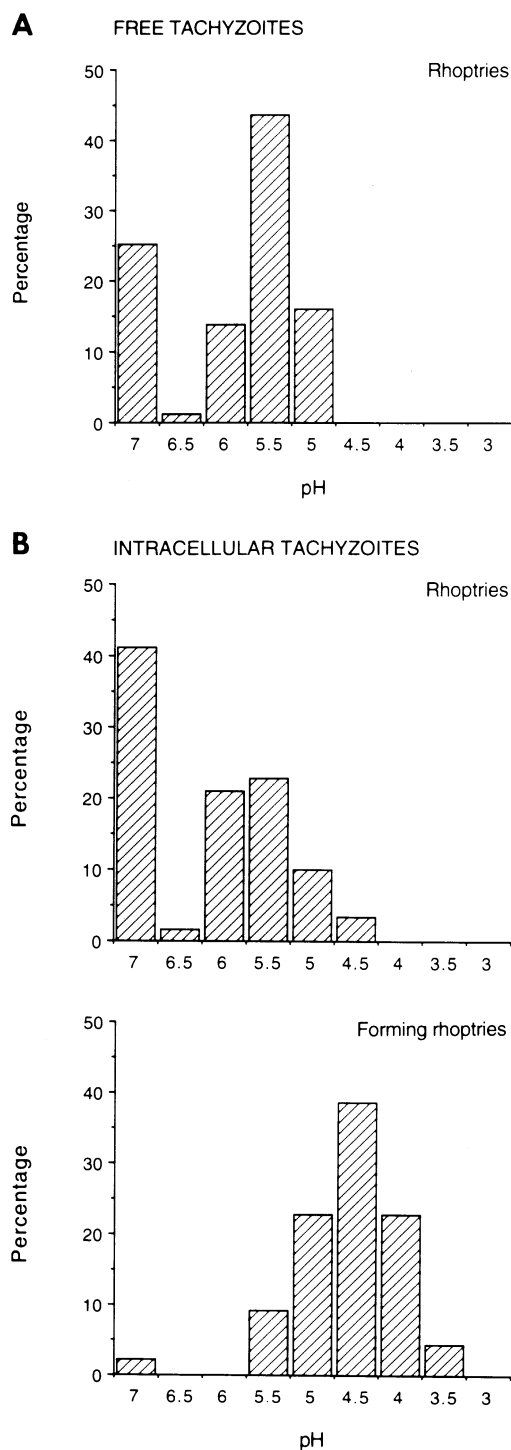 A FREE TACHYZOITES
Rhoptries
50
40
30
20
10
0
Percentage
7 6.5 6 5.5 5 4.5 4 3.5 3
pH
B INTRACELLULAR TACHYZOITES
Rhoptries
50
40
30
20
10
0
Percentage
7 6.5 6 5.5 5 4.5 4 3.5 3
Forming rhoptries
50
40
30
20
10
0
Percentage
7 6.5 6 5.5 5 4.5 4 3.5 3
pH